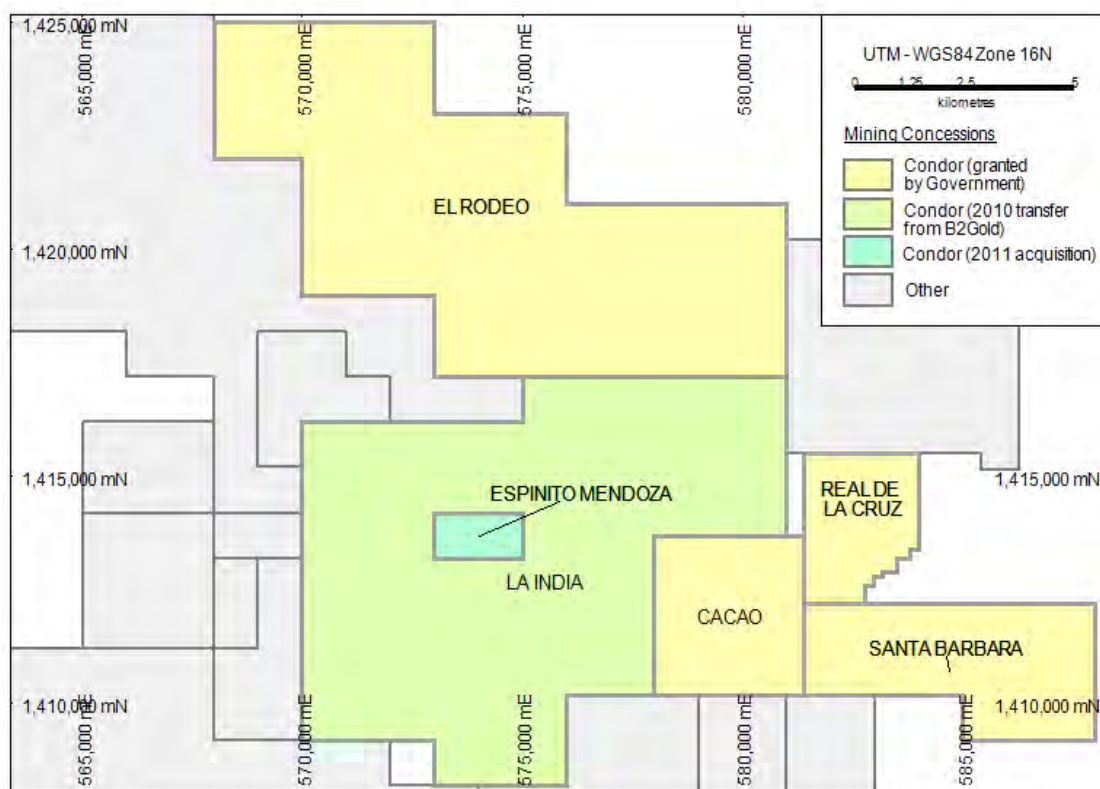 1,425,000 mN
565,000 mE
570,000 mE
575,000 mE
580,000 mE
UTM - WGS84 Zone 16N
0 1.25 2.5 5
kilometres
Mining Concessions
Condor (granted
by Government)
Condor (2010 transfer
from B2Gold)
Condor (2011 acquisition)
Other
EL RODEO
1,420,000 mN
1,415,000 mN
1,415,000 mN
ESPINITO MENDOZA
REAL DE
LA CRUZ
LA INDIA
CACAO
SANTA BARBARA
1,410,000 mN
1,410,000 mN
565,000 mE
570,000 mE
575,000 mE
580,000 mE
585,000 mE